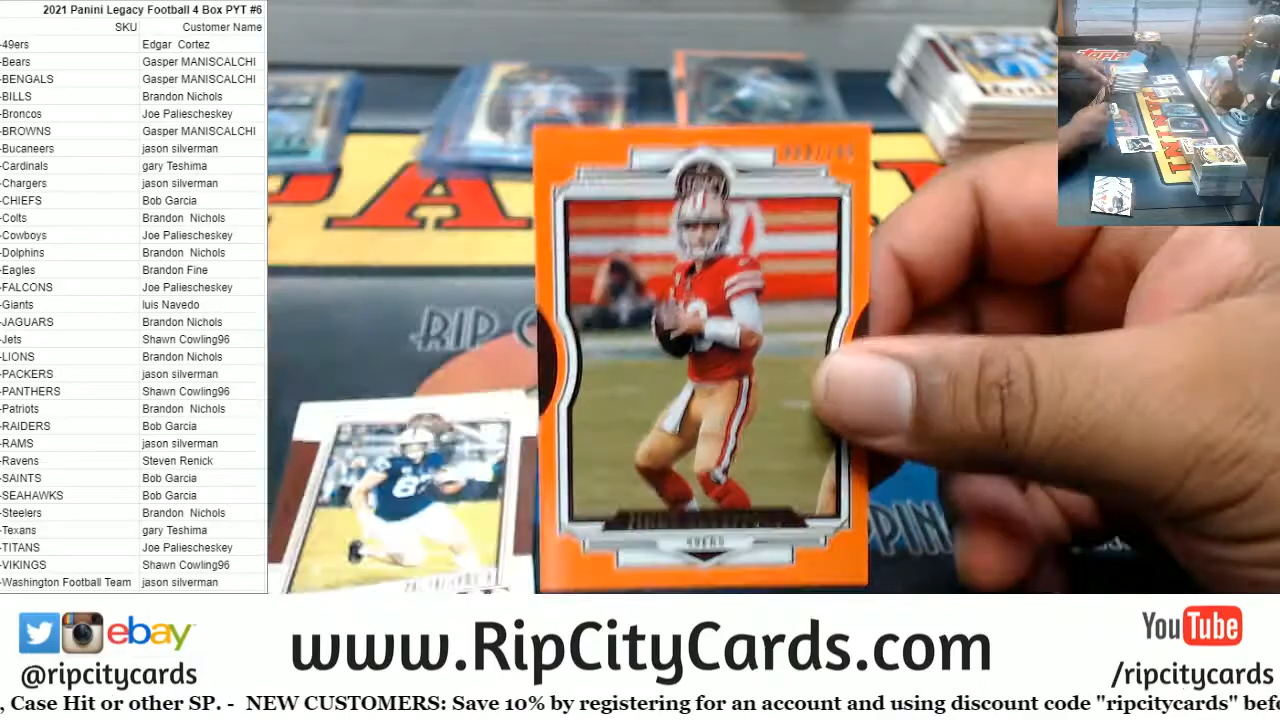 2021 Panini Legacy Football 4 Box PYT #6
SKU Customer Name
-49ers Edgar Cortez
-Bears Gasper MANISCALCHI
-BENGALS Gasper MANISCALCHI
-BILLS Brandon Nichols
-Broncos Joe Paliescheskey
-BROWNS Gasper MANISCALCHI
-Bucaneers jason silverman
-Cardinals gary Teshima
-Chargers jason silverman
-CHIEFS Bob Garcia
-Colts Brandon Nichols
-Cowboys Joe Paliescheskey
-Dolphins Brandon Nichols
-Eagles Brandon Fine
-FALCONS Joe Paliescheskey
-Giants luis Navedo
-JAGUARS Brandon Nichols
-Jets Shawn Cowling96
-LIONS Brandon Nichols
-PACKERS jason silverman
-PANTHERS Shawn Cowling96
-Patriots Brandon Nichols
-RAIDERS Bob Garcia
-RAMS jason silverman
-Ravens Steven Renick
-SAINTS Bob Garcia
-SEAHAWKS Bob Garcia
-Steelers Brandon Nichols
-Texans gary Teshima
-TITANS Joe Paliescheskey
-VIKINGS Shawn Cowling96
-Washington Football Team jason silverman
RIP C
49ERS
PANINI
ebay
@ripcitycards
www.RipCityCards.com
YouTube
/ripcitycards
, Case Hit or other SP. - NEW CUSTOMERS: Save 10% by registering for an account and using discount code "ripcitycards" befo